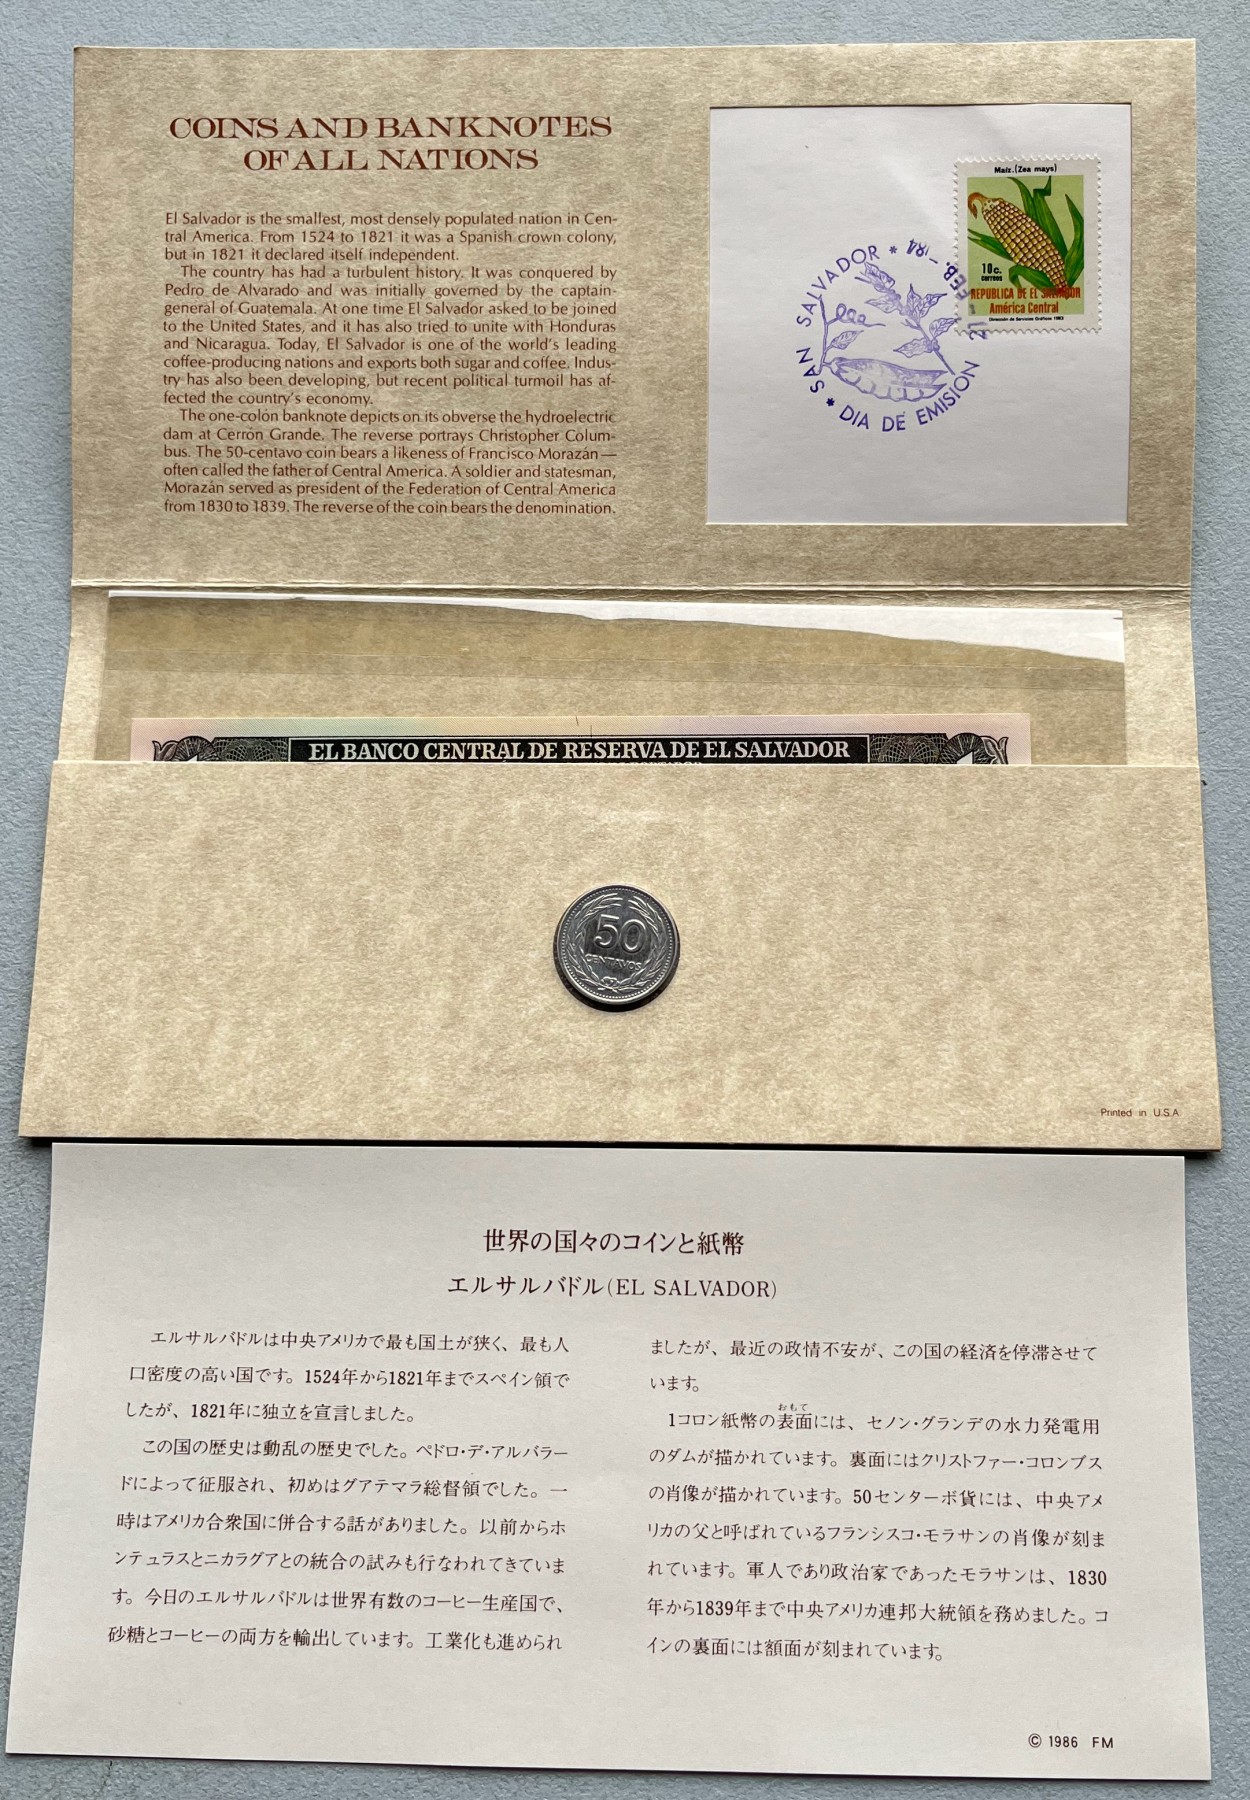 COINS AND BANKNOTES
OF ALL NATIONS
El Salvador is the smallest, most densely populated nation in Cen-
tral America. From 1524 to 1821 it was a Spanish crown colony,
but in 1821 it declared itself independent.
The country has had a turbulent history. It was conquered by
Pedro de Alvarado and was initially governed by the captain-
general of Guatemala. At one time El Salvador asked to be joined
to the United States, and it has also tried to unite with Honduras
and Nicaragua. Today, El Salvador is one of the world's leading
coffee-producing nations and exports both sugar and coffee. Indus-
try has also been developing, but recent political turmoil has af-
fected the country's economy.
The one-colón banknote depicts on its obverse the hydroelectric
dam at Cerrón Grande. The reverse portrays Christopher Colum-
bus. The 50-centavo coin bears a likeness of Francisco Morazán—
often called the father of Central America. A soldier and statesman,
Morazán served as president of the Federation of Central America
from 1830 to 1839. The reverse of the coin bears the denomination.
Maíz.(Zea mays)
10c.
correos
REPUBLICA DE EL SALVADOR
América Central
Dirección de Servicios Gráficos 1983
* SAN SALVADOR * 21 FEB. -'84
DIA DE EMISION
EL BANCO CENTRAL DE RESERVA DE EL SALVADOR
50
CENTAVOS
Printed in U.S.A.
世界の国々のコインと紙幣
エルサルバドル(EL SALVADOR)
エルサルバドルは中央アメリカで最も国土が狭く、最も人
口密度の高い国です。1524年から1821年までスペイン領で
したが、1821年に独立を宣言しました。
この国の歴史は動乱の歴史でした。ペドロ・デ・アルバラー
ドによって征服され、初めはグアテマラ総督領でした。一
時はアメリカ合衆国に併合する話がありました。以前からホ
ンテュラスとニカラグアとの統合の試みも行なわれてきていま
す。今日のエルサルバドルは世界有数のコーヒー生産国で、
砂糖とコーヒーの両方を輸出しています。工業化も進められ
ましたが、最近の政情不安が、この国の経済を停滞させて
います。
おもて
1コロン紙幣の表面には、セノン・グランデの水力発電用
のダムが描かれています。裏面にはクリストファー・コロンブス
の肖像が描かれています。50センターボ貨には、中央アメ
リカの父と呼ばれているフランシスコ・モラサンの肖像が刻ま
れています。軍人であり政治家であったモラサンは、1830
年から1839年まで中央アメリカ連邦大統領を務めました。コ
インの裏面には額面が刻まれています。
© 1986 FM